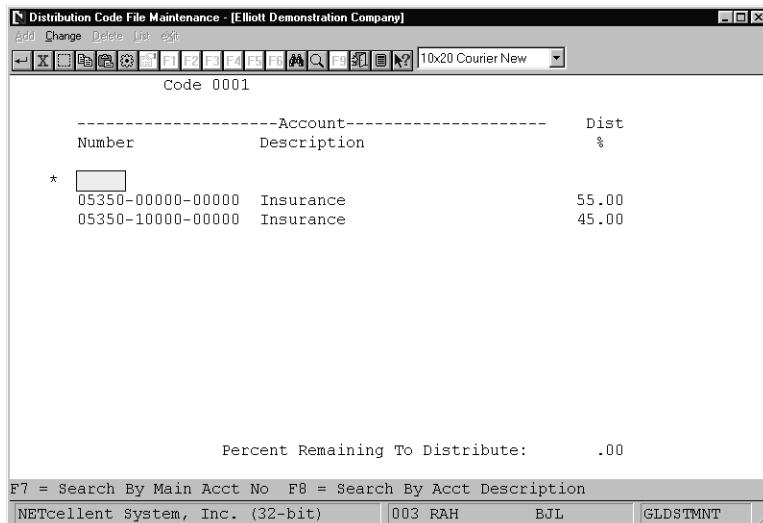 Distribution Code File Maintenance - [Elliott Demonstration Company]
Add Change Delete List eXit
X F1 F2 F3 F4 F5 F6 F9 10x20 Courier New
Code 0001
---------------------Account--------------------- Dist
Number Description %
*
05350-00000-00000 Insurance 55.00
05350-10000-00000 Insurance 45.00
Percent Remaining To Distribute: .00
F7 = Search By Main Acct No F8 = Search By Acct Description
NETcellent System, Inc. (32-bit) 003 RAH BJL GLDSTMNT